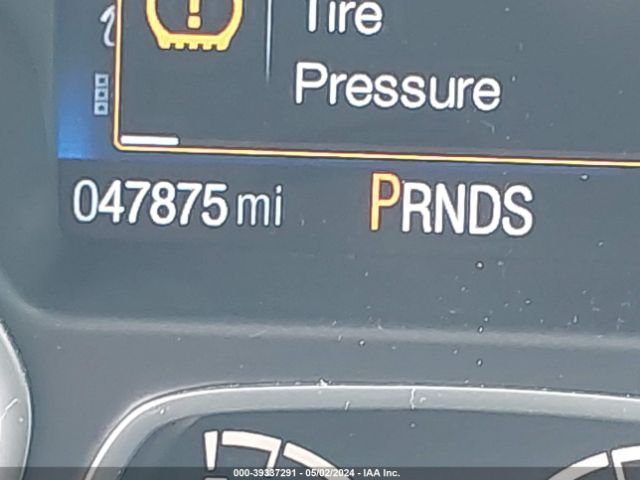 Tire
Pressure
047875 mi PRNDS
000-39337291 - 05/02/2024 - IAA Inc.